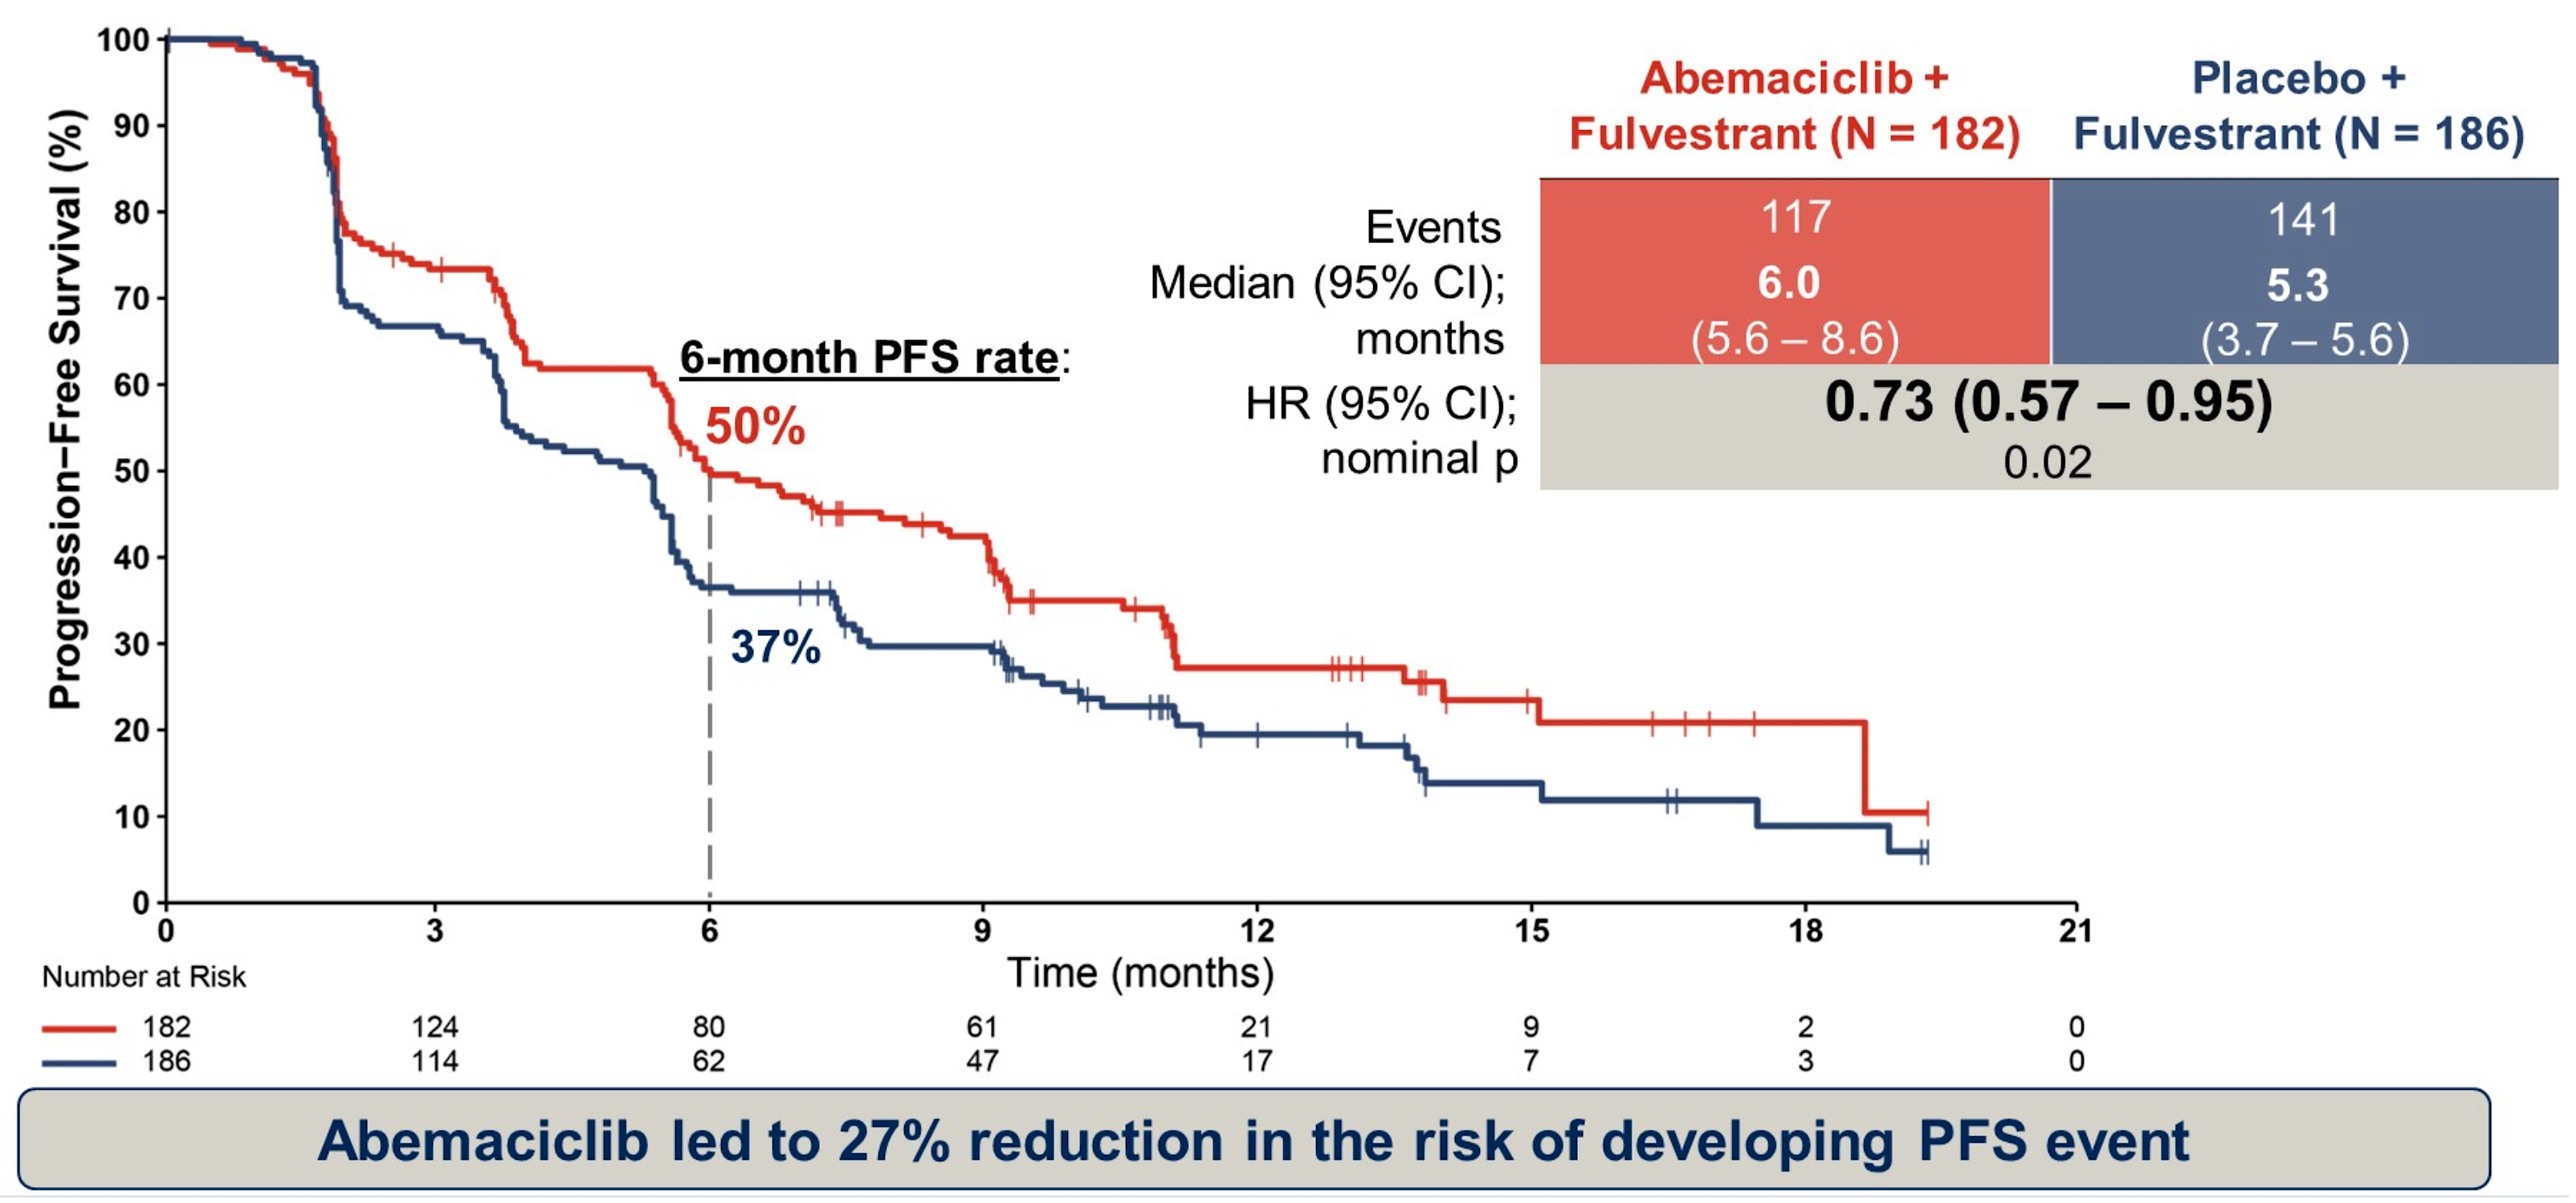 Abemaciclib + Placebo +
Fulvestrant (N = 182) Fulvestrant (N = 186)
Events 117 141
Median (95% CI); 6.0 5.3
months (5.6 – 8.6) (3.7 – 5.6)
HR (95% CI); 0.73 (0.57 – 0.95)
nominal p 0.02
Progression–Free Survival (%)
100
90
80
70
60
50
40
30
20
10
0
6-month PFS rate:
50%
37%
0 3 6 9 12 15 18 21
Time (months)
Number at Risk
182 124 80 61 21 9 2 0
186 114 62 47 17 7 3 0
Abemaciclib led to 27% reduction in the risk of developing PFS event